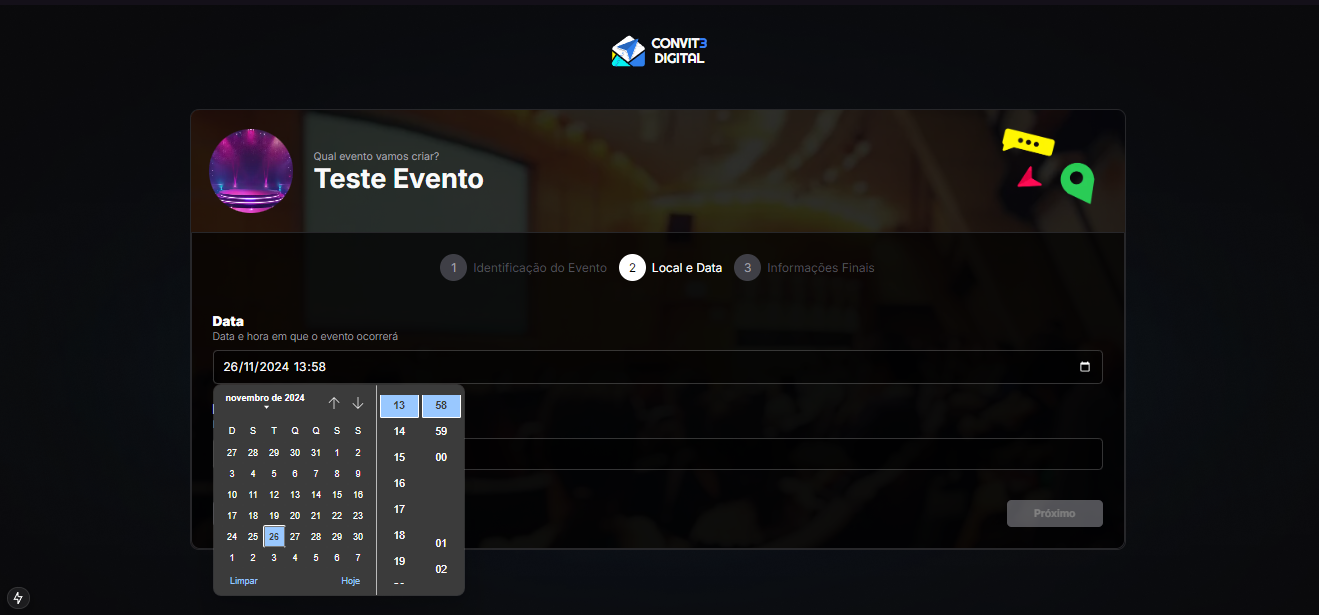 CONVIT3
DIGITAL
Qual evento vamos criar?
Teste Evento
1 Identificação do Evento 2 Local e Data 3 Informações Finais
Data
Data e hora em que o evento ocorrerá
26/11/2024 13:58
novembro de 2024
D S T Q Q S S
27 28 29 30 31 1 2
3 4 5 6 7 8 9
10 11 12 13 14 15 16
17 18 19 20 21 22 23
24 25 26 27 28 29 30
1 2 3 4 5 6 7
Limpar Hoje
13 58
14 59
15 00
16
17
18 01
19 02
Próximo